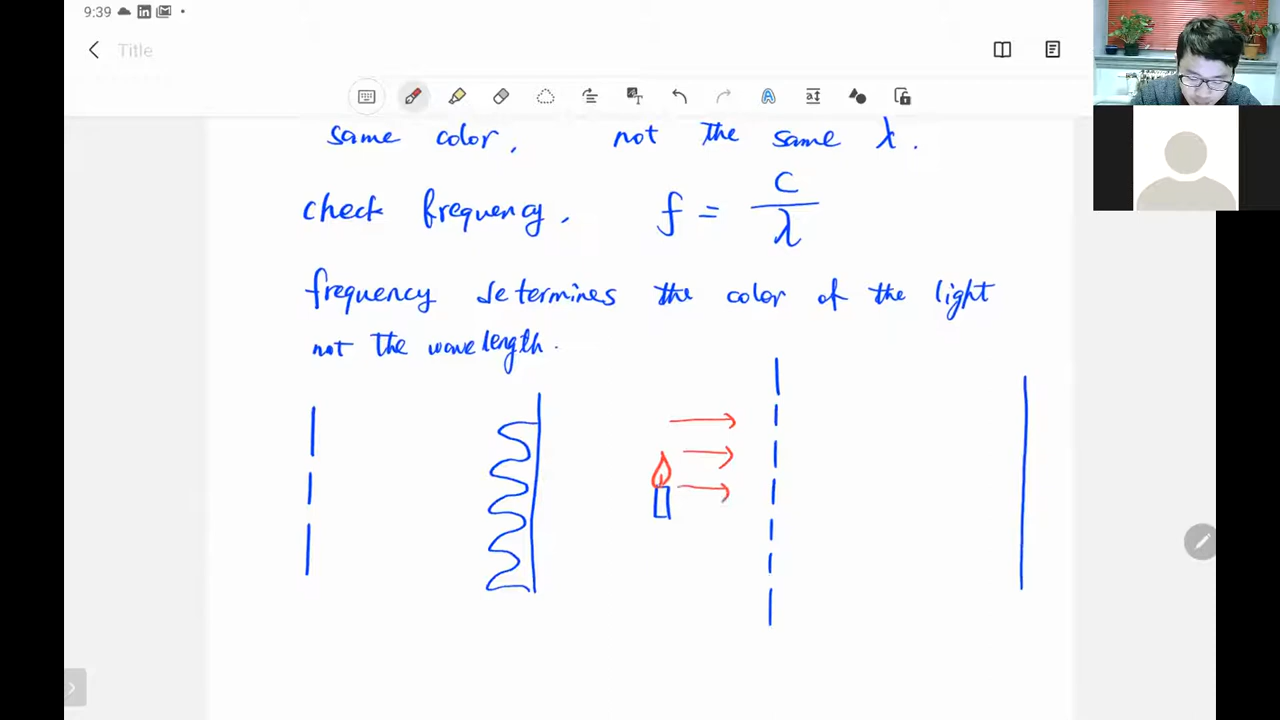 9:39
Title
same color, not the same λ.
check frequency, f = c/λ
frequency determines the color of the light
not the wavelength.